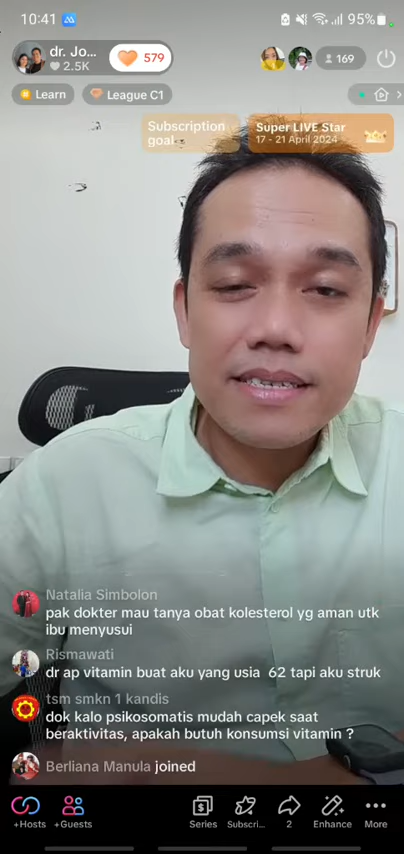 10:41
95%
dr. Jo...
2.5K
579
169
Learn
League C1
Subscription
goal
Super LIVE Star
17 - 21 April 2024
Natalia Simbolon
pak dokter mau tanya obat kolesterol yg aman utk
ibu menyusui
Rismawati
dr ap vitamin buat aku yang usia 62 tapi aku struk
tsm smkn 1 kandis
dok kalo psikosomatis mudah capek saat
beraktivitas, apakah butuh konsumsi vitamin ?
Berliana Manula joined
+Hosts
+Guests
Series
Subscri...
2
Enhance
More